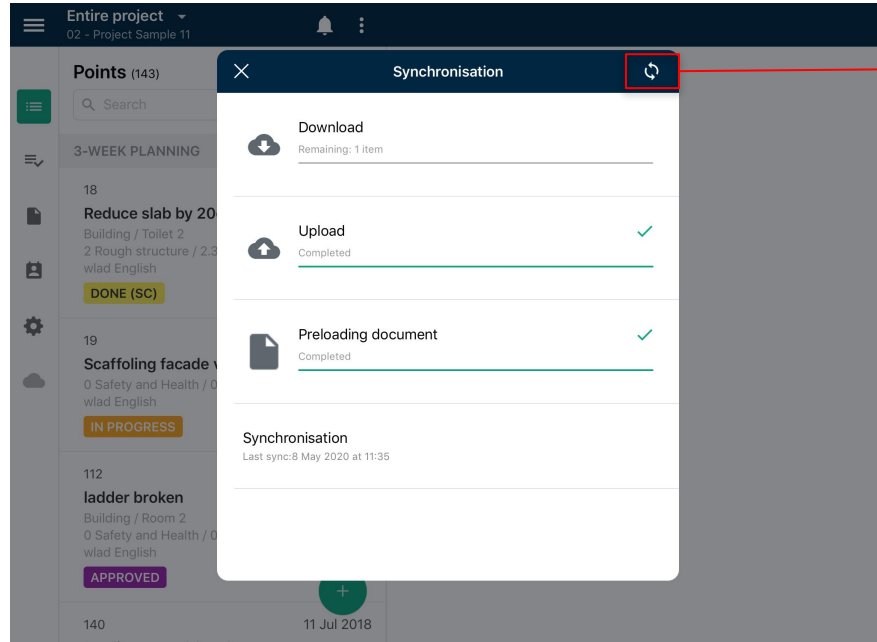 Entire project
02 - Project Sample 11
Points (143)
Search
3-WEEK PLANNING
18
Reduce slab by 20
Building / Toilet 2
2 Rough structure / 2.3
wlad English
DONE (SC)
19
Scaffoling facade
0 Safety and Health / 0
wlad English
IN PROGRESS
112
ladder broken
Building / Room 2
0 Safety and Health / 0
wlad English
APPROVED
140
11 Jul 2018
Synchronisation
Download
Remaining: 1 item
Upload
Completed
Preloading document
Completed
Synchronisation
Last sync:8 May 2020 at 11:35